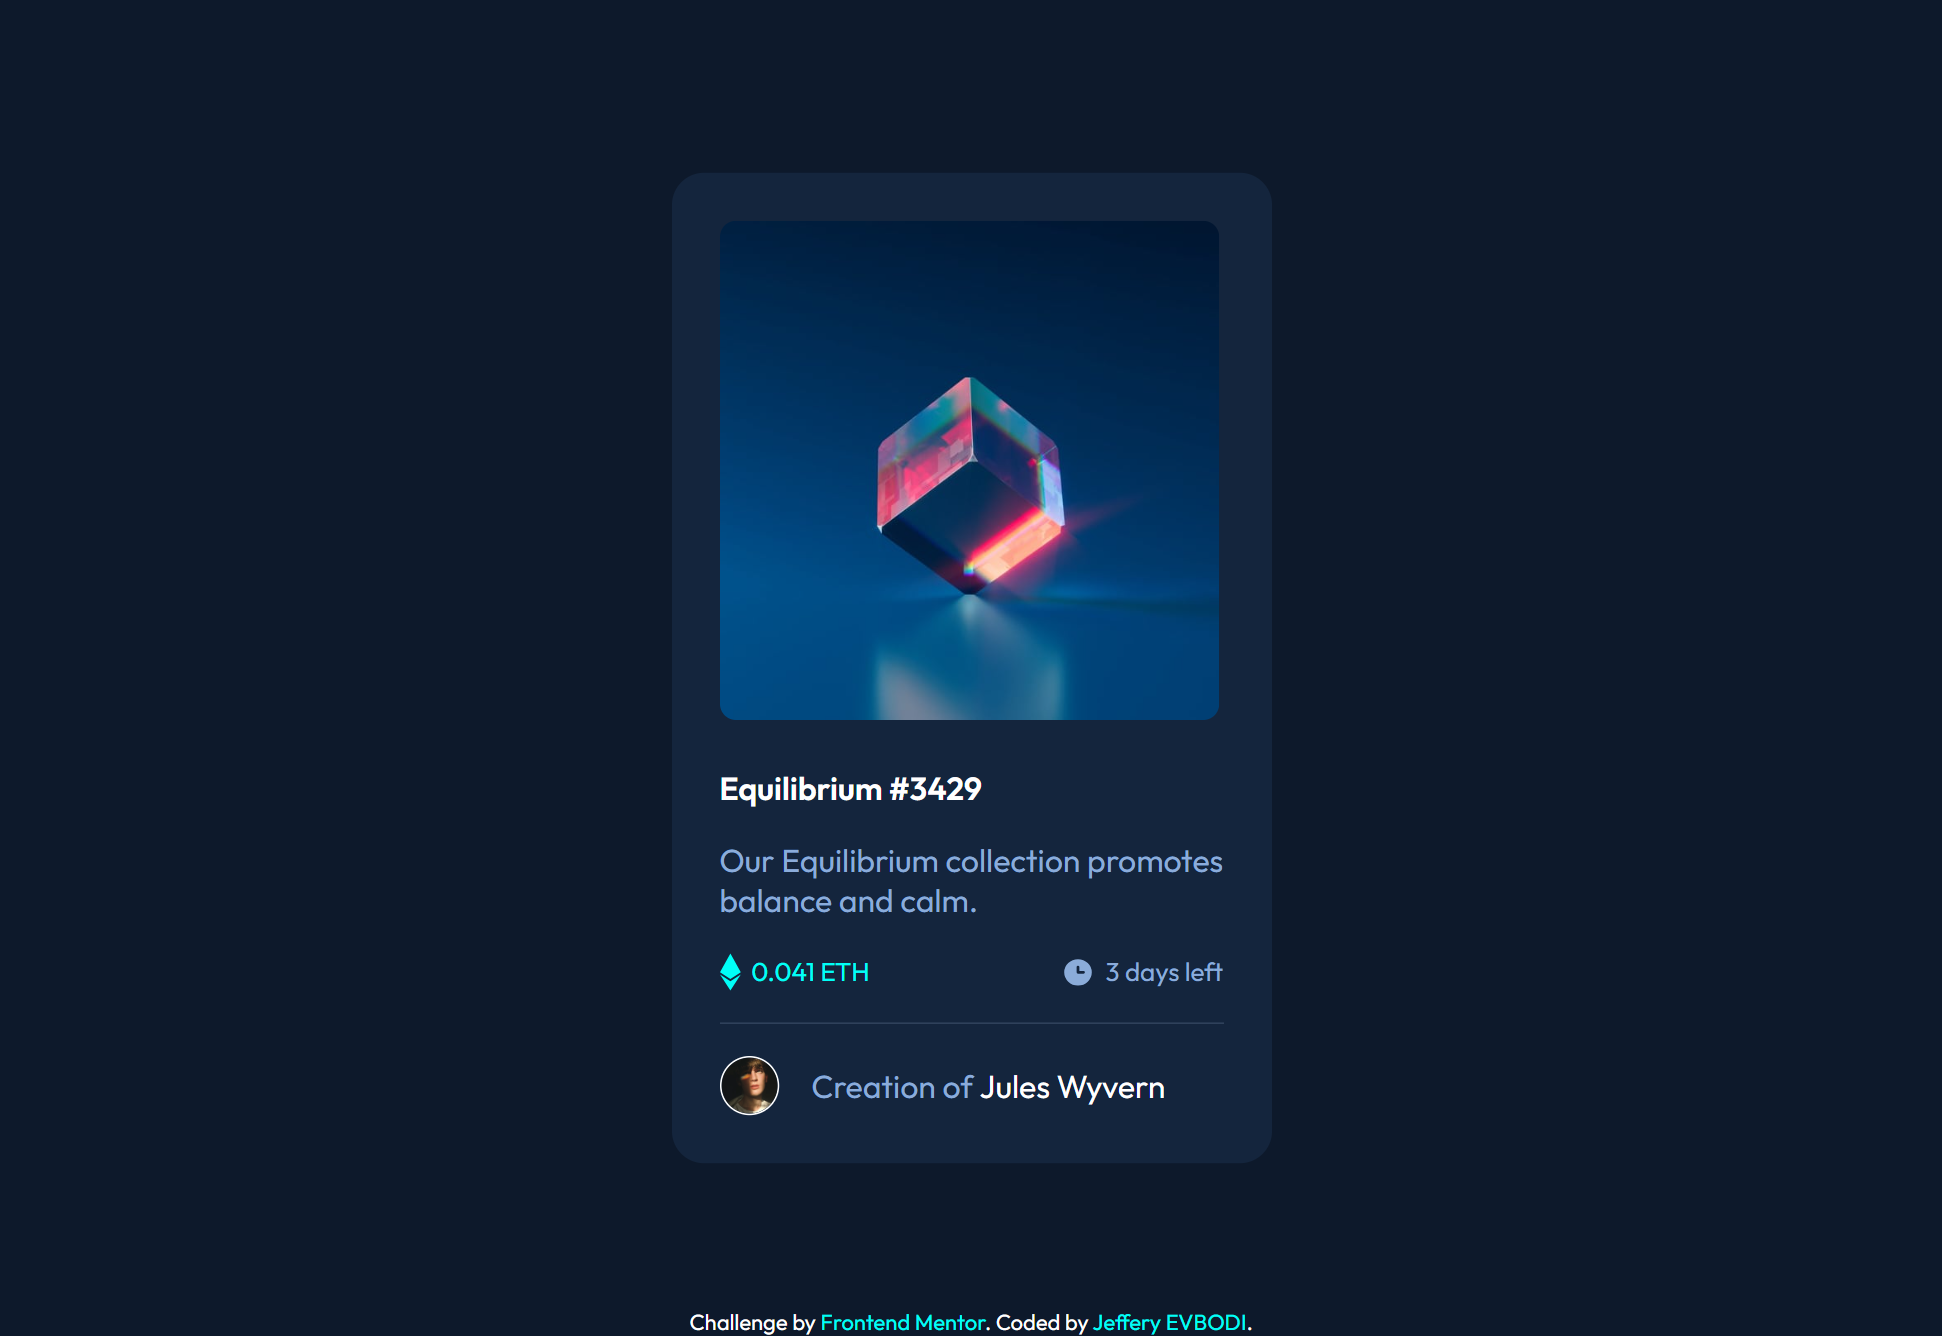 Equilibrium #3429
Our Equilibrium collection promotes
balance and calm.
0.041 ETH
3 days left
Creation of Jules Wyvern
Challenge by Frontend Mentor. Coded by Jeffery EVBODI.